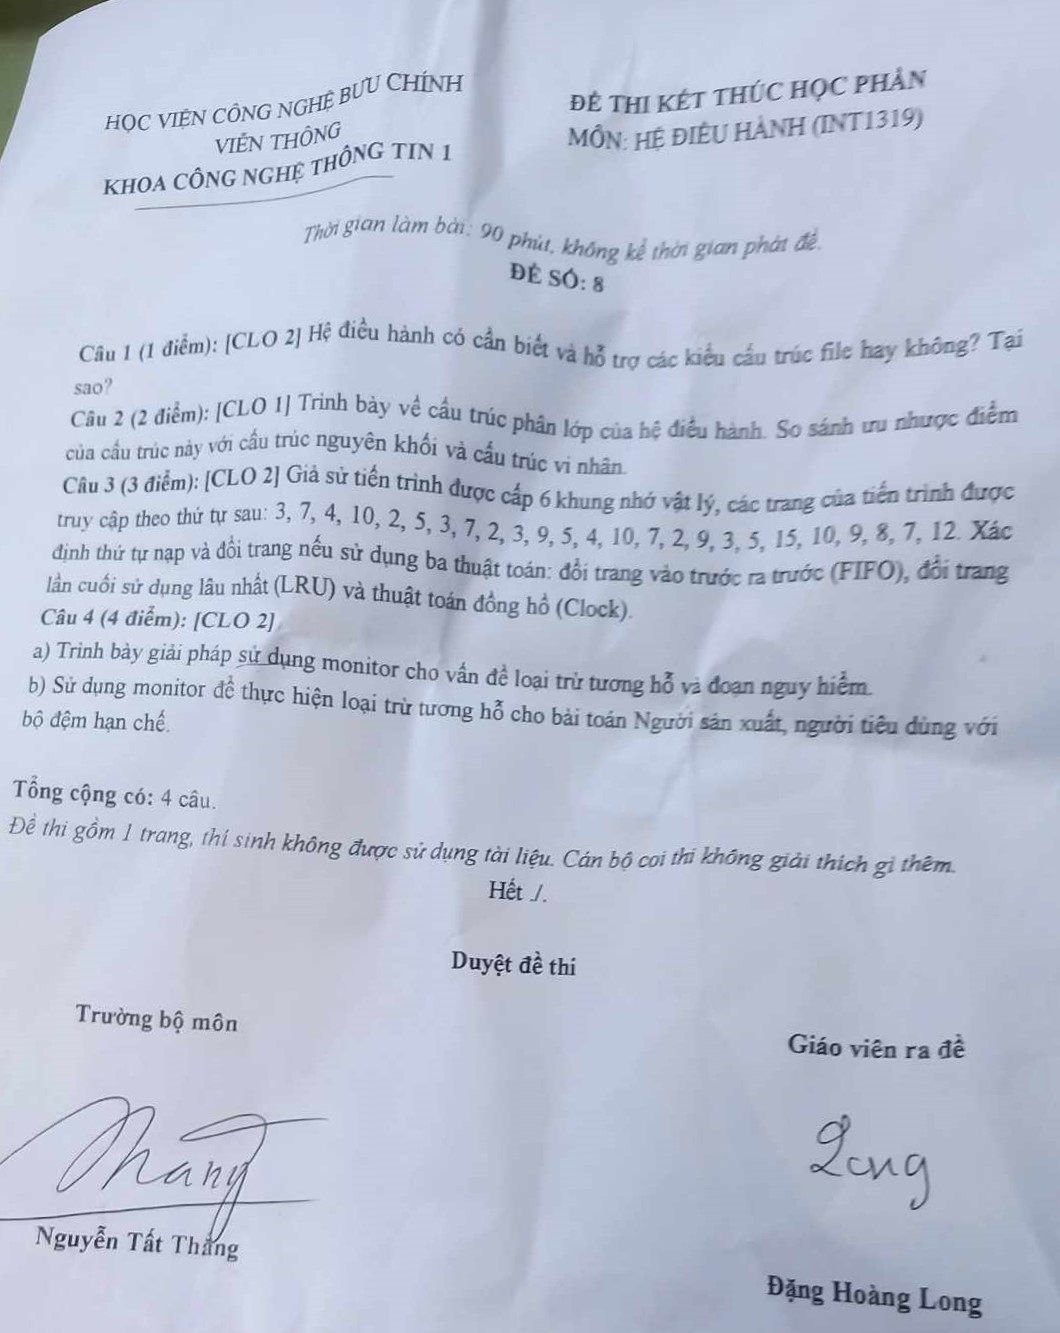 HỌC VIỆN CÔNG NGHỆ BƯU CHÍNH
VIỄN THÔNG
KHOA CÔNG NGHỆ THÔNG TIN 1
ĐỀ THI KẾT THÚC HỌC PHẦN
MÔN: HỆ ĐIỀU HÀNH (INT1319)
Thời gian làm bài: 90 phút, không kể thời gian phát đề.
ĐỀ SỐ: 8
Câu 1 (1 điểm): [CLO 2] Hệ điều hành có cần biết và hỗ trợ các kiểu cấu trúc file hay không? Tại
sao?
Câu 2 (2 điểm): [CLO 1] Trình bày về cấu trúc phân lớp của hệ điều hành. So sánh ưu nhược điểm
của cấu trúc này với cấu trúc nguyên khối và cấu trúc vi nhân.
Câu 3 (3 điểm): [CLO 2] Giả sử tiến trình được cấp 6 khung nhớ vật lý, các trang của tiến trình được
truy cập theo thứ tự sau: 3, 7, 4, 10, 2, 5, 3, 7, 2, 3, 9, 5, 4, 10, 7, 2, 9, 3, 5, 15, 10, 9, 8, 7, 12. Xác
định thứ tự nạp và đổi trang nếu sử dụng ba thuật toán: đổi trang vào trước ra trước (FIFO), đổi trang
lần cuối sử dụng lâu nhất (LRU) và thuật toán đồng hồ (Clock).
Câu 4 (4 điểm): [CLO 2]
a) Trình bày giải pháp sử dụng monitor cho vấn đề loại trừ tương hỗ và đoạn nguy hiểm.
b) Sử dụng monitor để thực hiện loại trừ tương hỗ cho bài toán Người sản xuất, người tiêu dùng với
bộ đệm hạn chế.
Tổng cộng có: 4 câu.
Đề thi gồm 1 trang, thí sinh không được sử dụng tài liệu. Cán bộ coi thi không giải thích gì thêm.
Hết ./.
Duyệt đề thi
Trường bộ môn
Giáo viên ra đề
Thang
Long
Nguyễn Tất Thắng
Đặng Hoàng Long